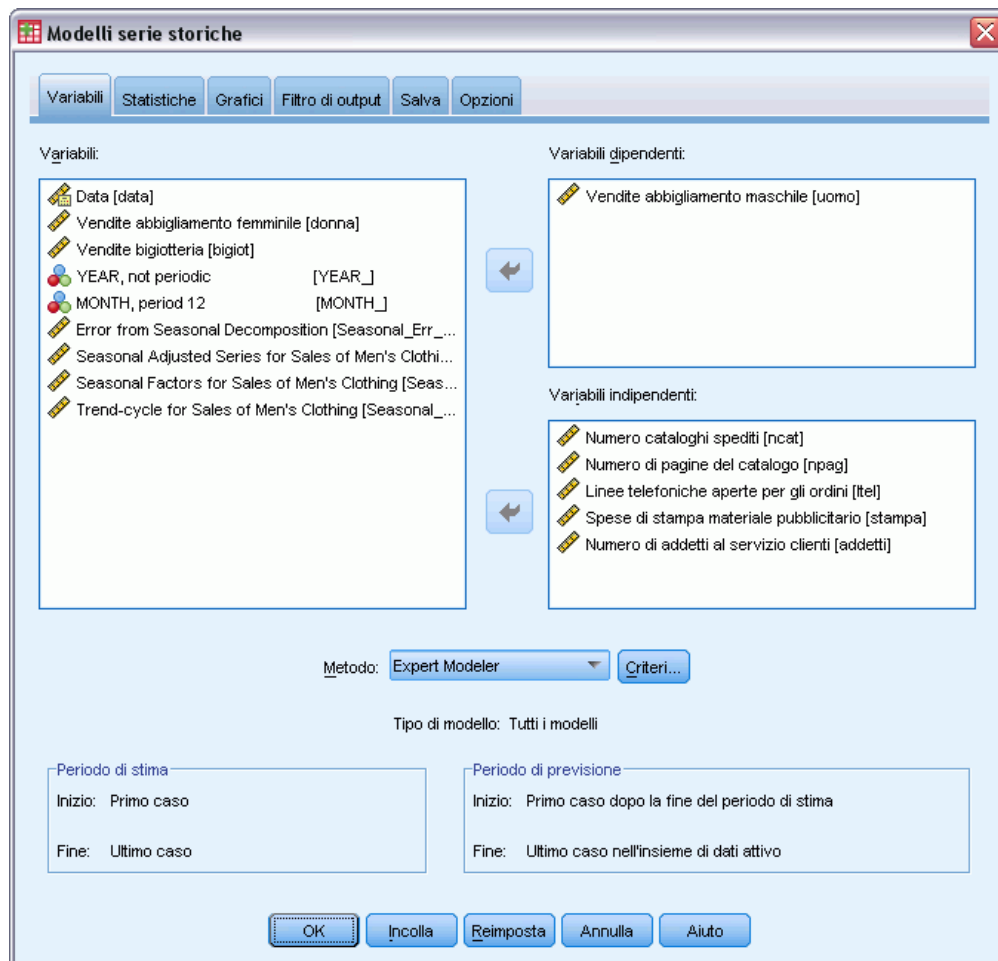 Modelli serie storiche
Variabili
Statistiche
Grafici
Filtro di output
Salva
Opzioni
Variabili:
Data [data]
Vendite abbigliamento femminile [donna]
Vendite bigiotteria [bigiot]
YEAR, not periodic [YEAR_]
MONTH, period 12 [MONTH_]
Error from Seasonal Decomposition [Seasonal_Err_...
Seasonal Adjusted Series for Sales of Men's Clothi...
Seasonal Factors for Sales of Men's Clothing [Seas...
Trend-cycle for Sales of Men's Clothing [Seasonal_...
Variabili dipendenti:
Vendite abbigliamento maschile [uomo]
Variabili indipendenti:
Numero cataloghi spediti [ncat]
Numero di pagine del catalogo [npag]
Linee telefoniche aperte per gli ordini [ltel]
Spese di stampa materiale pubblicitario [stampa]
Numero di addetti al servizio clienti [addetti]
Metodo: Expert Modeler Criteri...
Tipo di modello: Tutti i modelli
Periodo di stima
Inizio: Primo caso
Fine: Ultimo caso
Periodo di previsione
Inizio: Primo caso dopo la fine del periodo di stima
Fine: Ultimo caso nell'insieme di dati attivo
OK
Incolla
Reimposta
Annulla
Aiuto